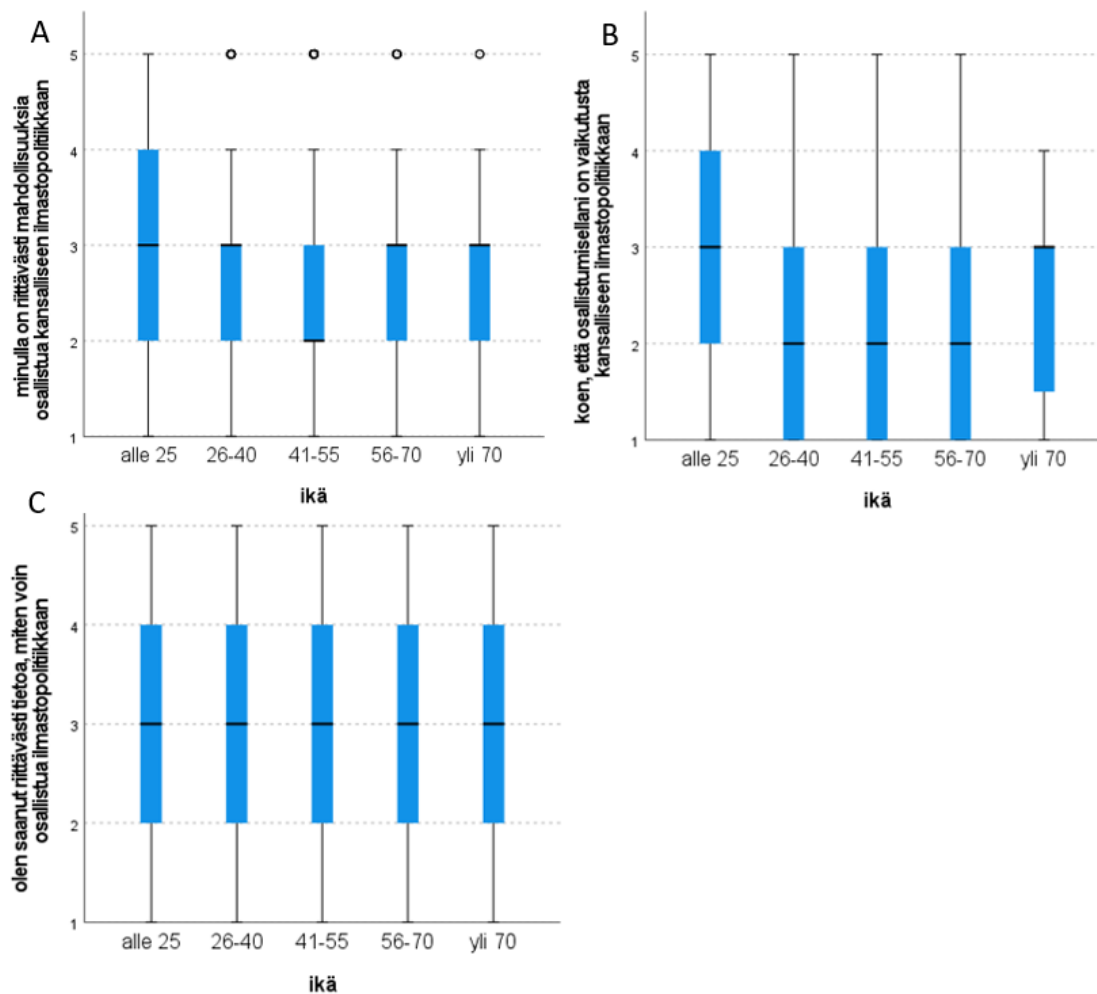 A
minulla on riittävästi mahdollisuuksia
osallistua kansalliseen ilmastopolitiikkaan
5
4
3
2
1
alle 25 26-40 41-55 56-70 yli 70
ikä
B
koen, että osallistumisellani on vaikutusta
kansalliseen ilmastopolitiikkaan
5
4
3
2
1
alle 25 26-40 41-55 56-70 yli 70
ikä
C
olen saanut riittävästi tietoa, miten voin
osallistua ilmastopolitiikkaan
5
4
3
2
1
alle 25 26-40 41-55 56-70 yli 70
ikä